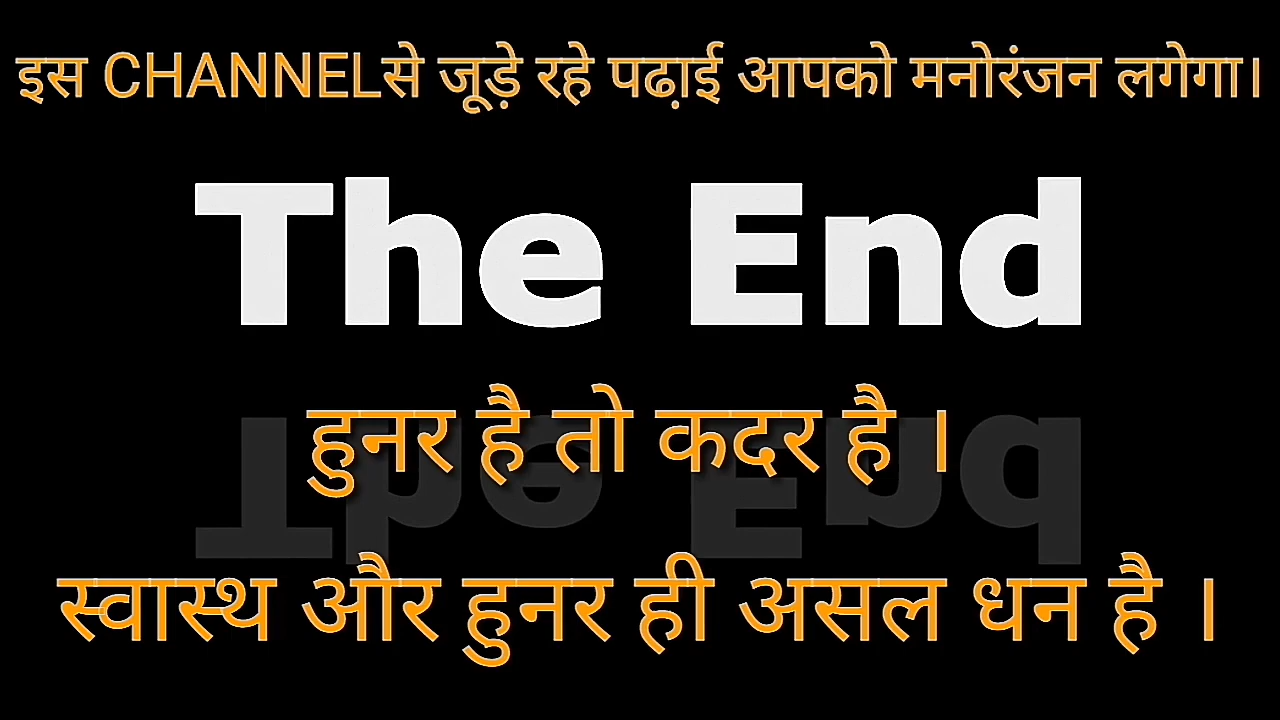 इस CHANNELसे जूड़े रहे पढा़ई आपको मनोरंजन लगेगा।
The End
हुनर है तो कदर है ।
स्वास्थ और हुनर ही असल धन है ।